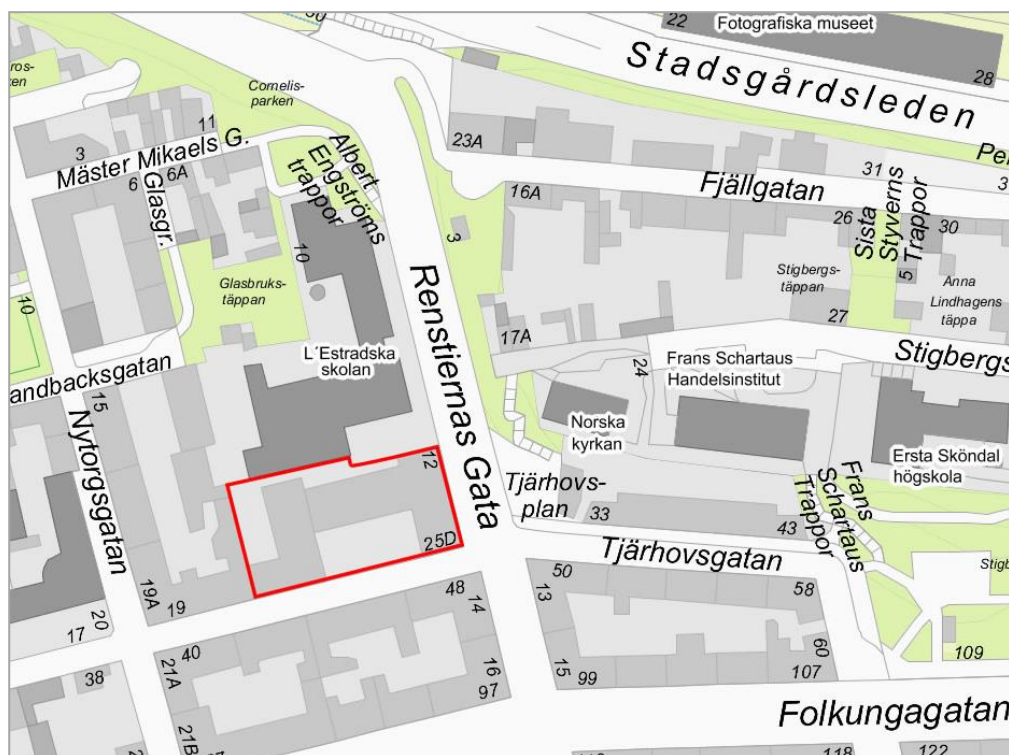 22
Fotografiska museet
28
Stadsgårdsleden
Cornelis-
parken
11
3
Mäster Mikaels G.
6
6A
Glasgr.
Albert
Engströms
trappor
23A
Fjällgatan
31
16A
26
Sista
Styverns
Trappor
30
5
3
10
Glasbruks-
täppan
Stigbergs-
täppan
27
Anna
Lindhagens
täppa
10
Renstiernas Gata
17A
L´Estradska
skolan
24
Frans Schartaus
Handelsinstitut
Stigbergs
andbacksgatan
15
Nytorgsgatan
Norska
kyrkan
Ersta Sköndal
högskola
12
Tjärhovs-
plan
33
43
Frans
Schartaus
Trappor
25D
Tjärhovsgatan
19A
19
20
17
48
14
50
13
58
60
40
21A
16
97
15
99
107
109
38
21B
Folkungagatan
118
122